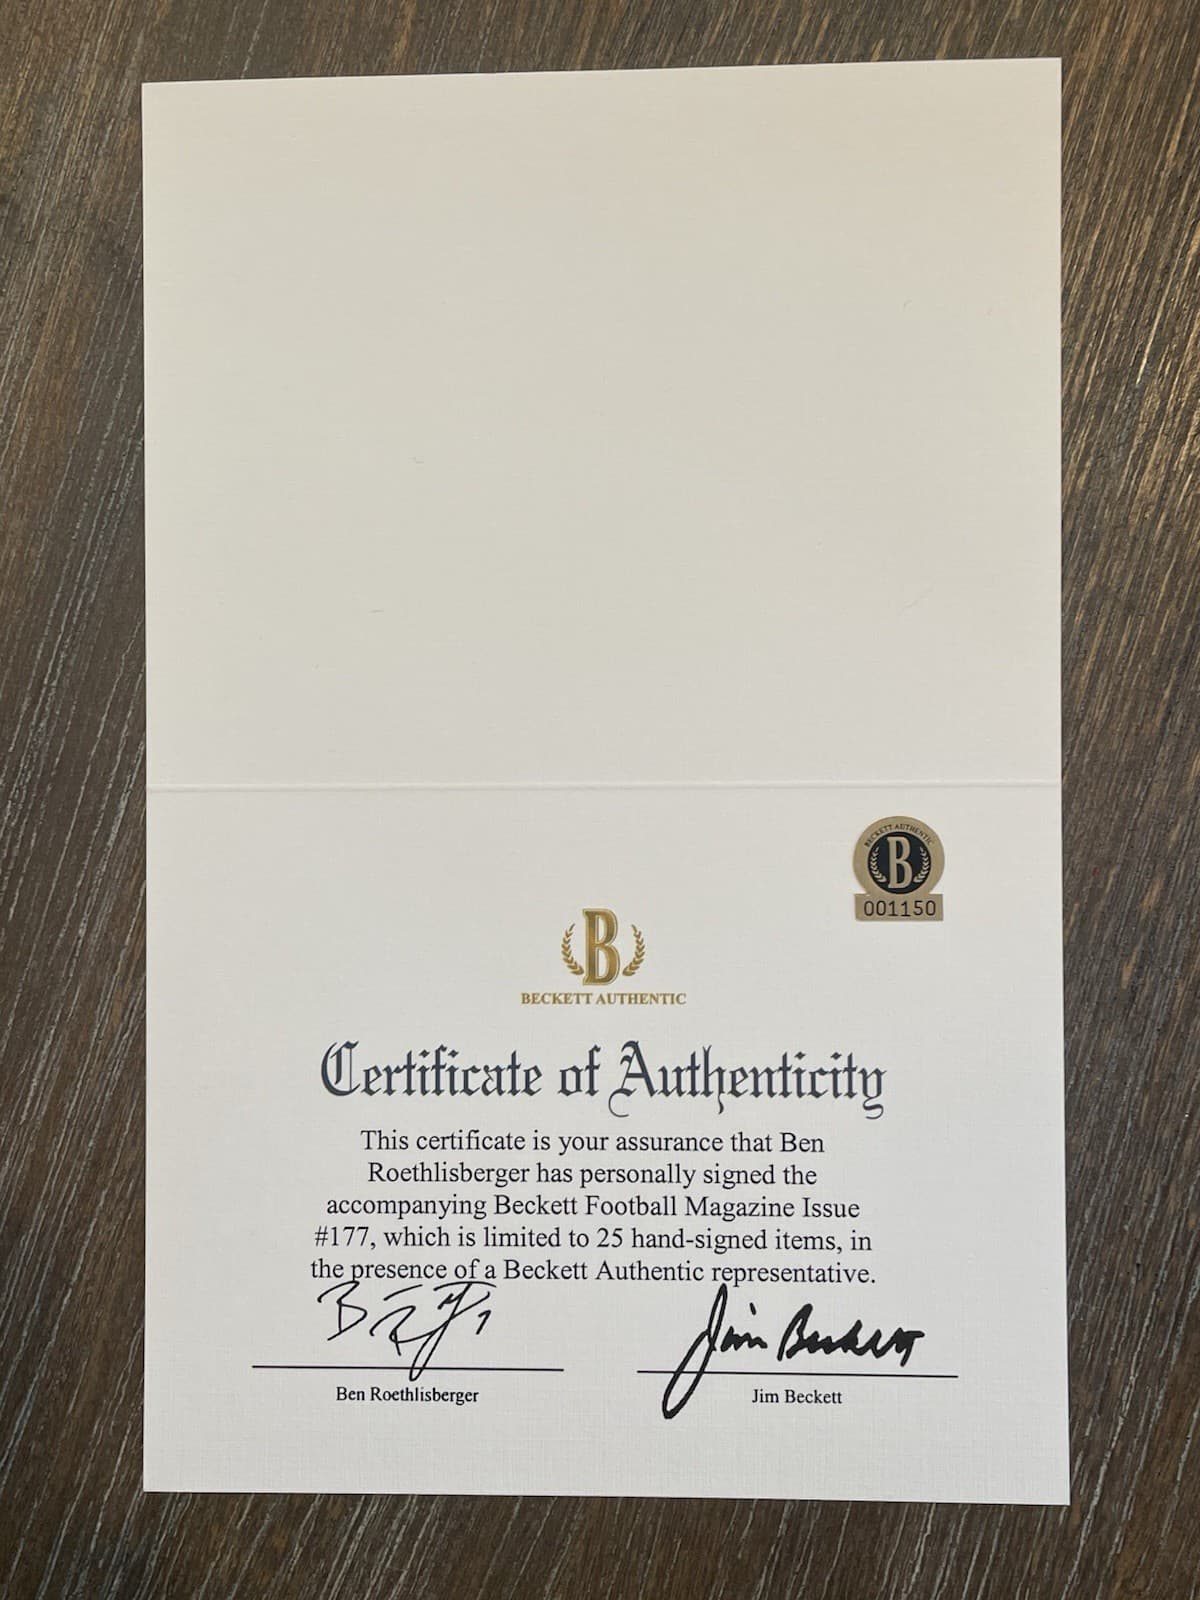 BECKETT AUTHENTIC
B
001150
B
BECKETT AUTHENTIC
Certificate of Authenticity
This certificate is your assurance that Ben
Roethlisberger has personally signed the
accompanying Beckett Football Magazine Issue
#177, which is limited to 25 hand-signed items, in
the presence of a Beckett Authentic representative.
Jim Beckett
Ben Roethlisberger
Jim Beckett